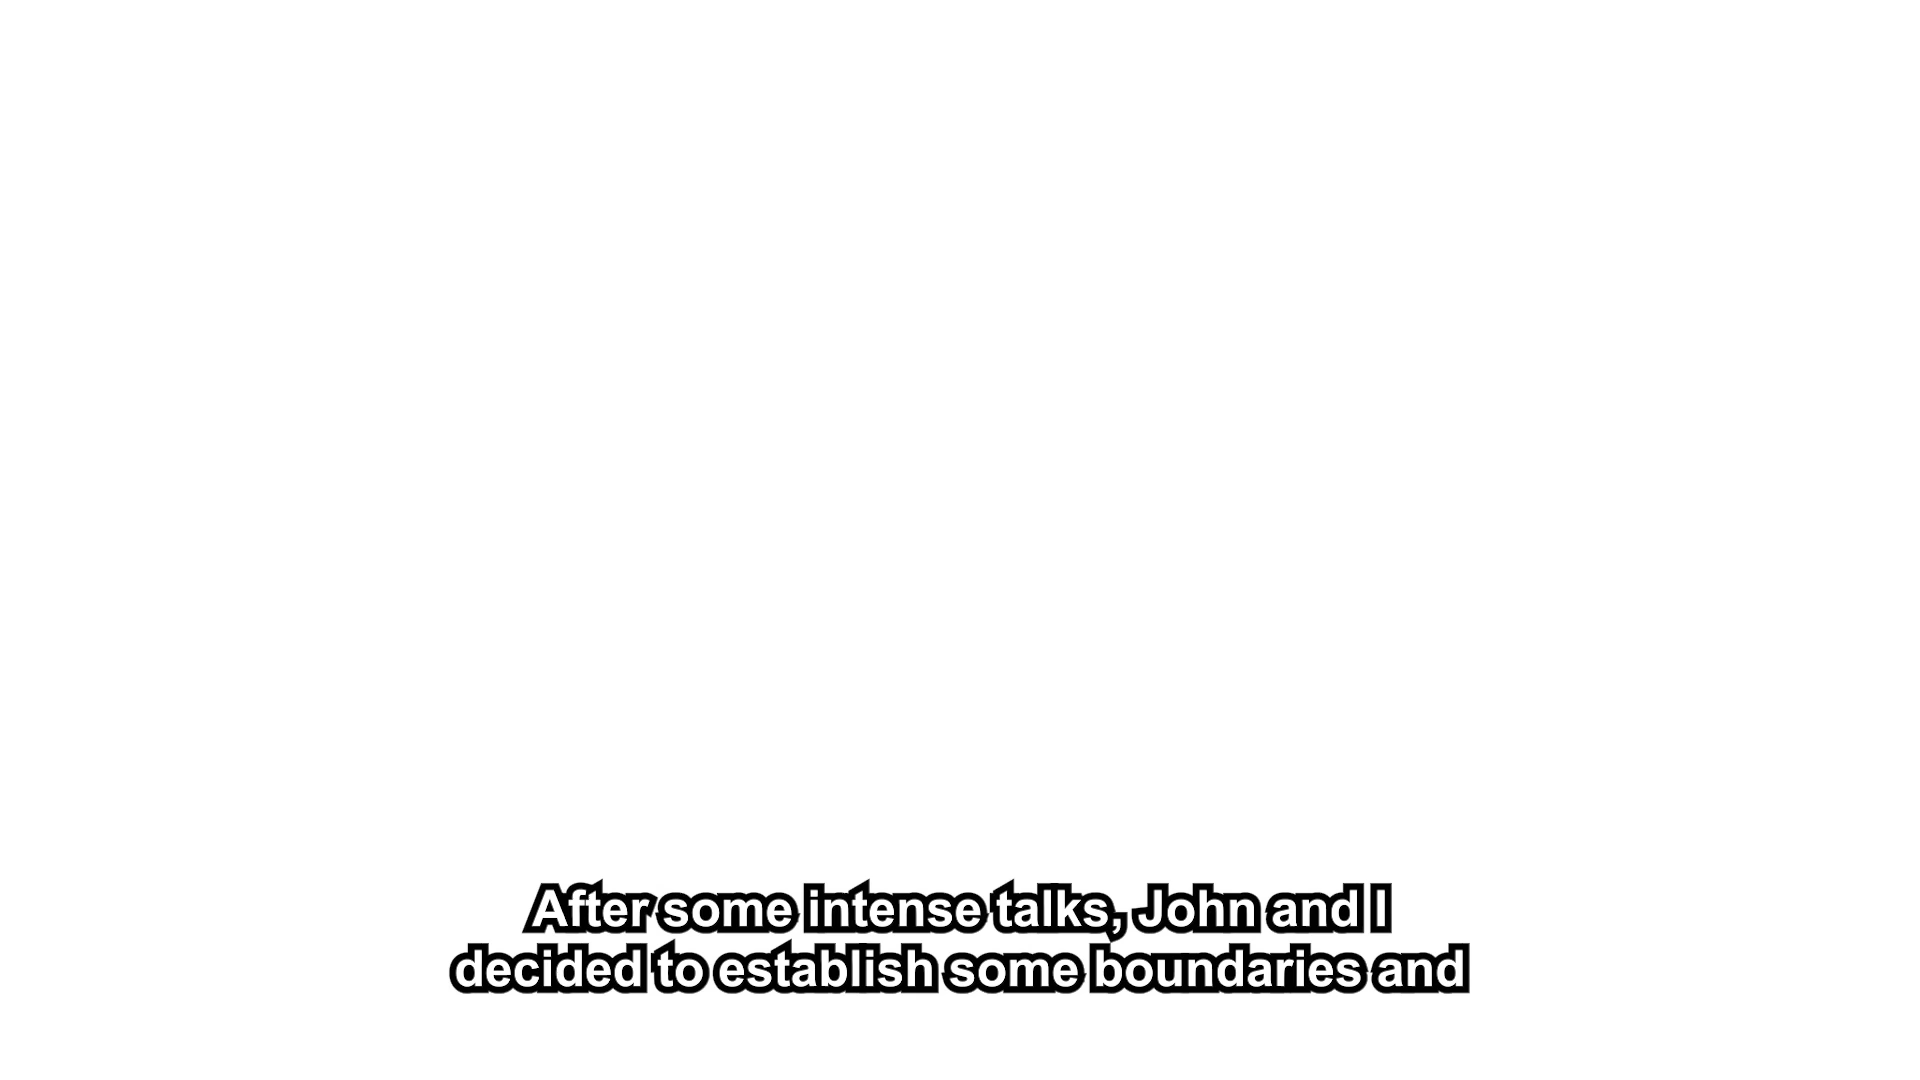 After some intense talks, John and I
decided to establish some boundaries and